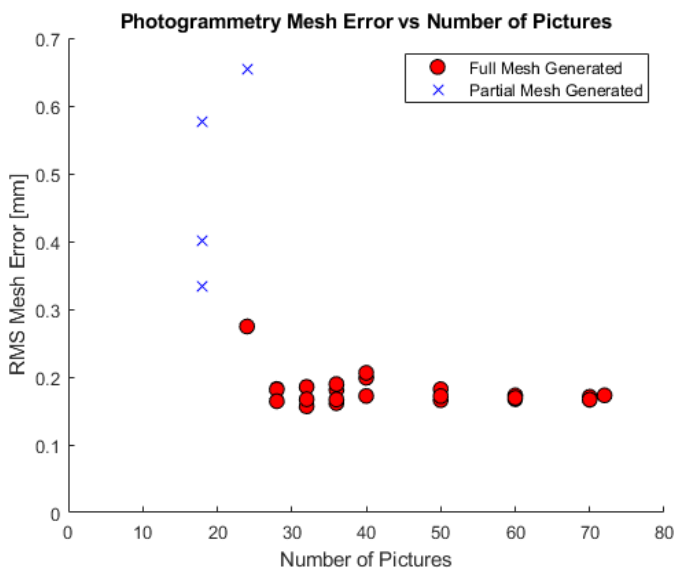 Photogrammetry Mesh Error vs Number of Pictures
Full Mesh Generated
Partial Mesh Generated
RMS Mesh Error [mm]
0.7
0.6
0.5
0.4
0.3
0.2
0.1
0
0 10 20 30 40 50 60 70 80
Number of Pictures